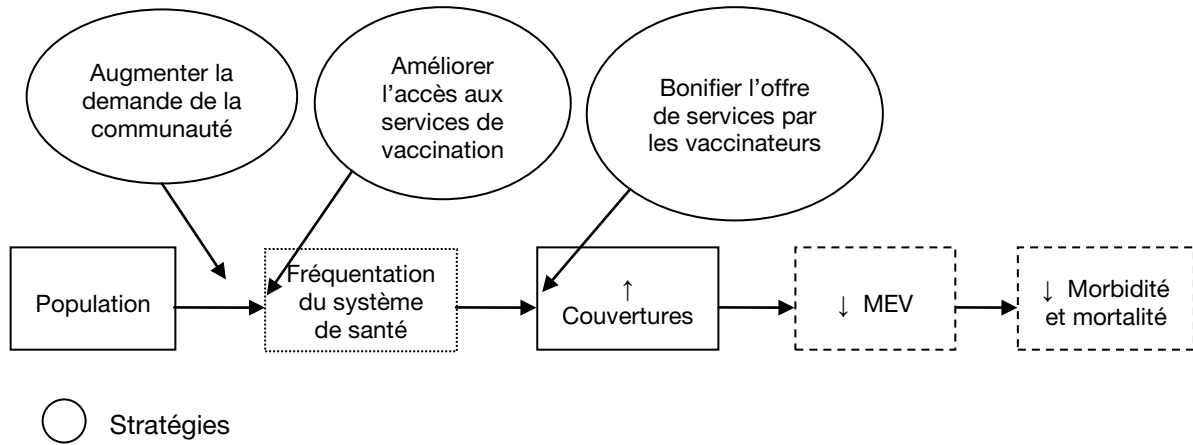 Augmenter la
demande de la
communauté
Améliorer
l’accès aux
services de
vaccination
Bonifier l’offre
de services par
les vaccinateurs
Population
Fréquentation
du système
de santé
↑
Couvertures
↓ MEV
↓ Morbidité
et mortalité
Stratégies